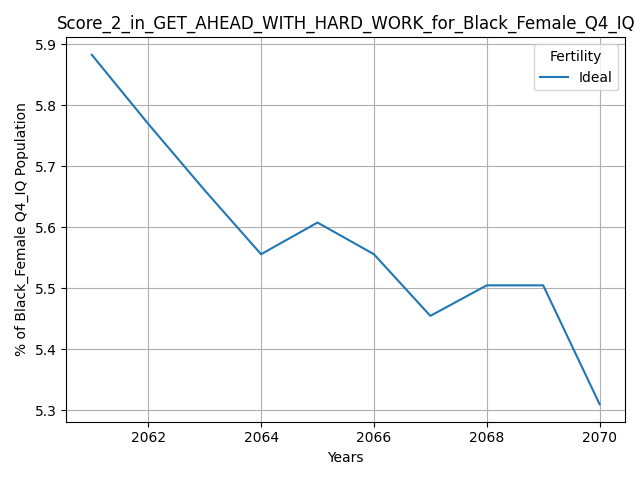 Score_2_in_GET_AHEAD_WITH_HARD_WORK_for_Black_Female_Q4_IQ
Fertility
Ideal
% of Black_Female Q4_IQ Population
5.9
5.8
5.7
5.6
5.5
5.4
5.3
2062 2064 2066 2068 2070
Years